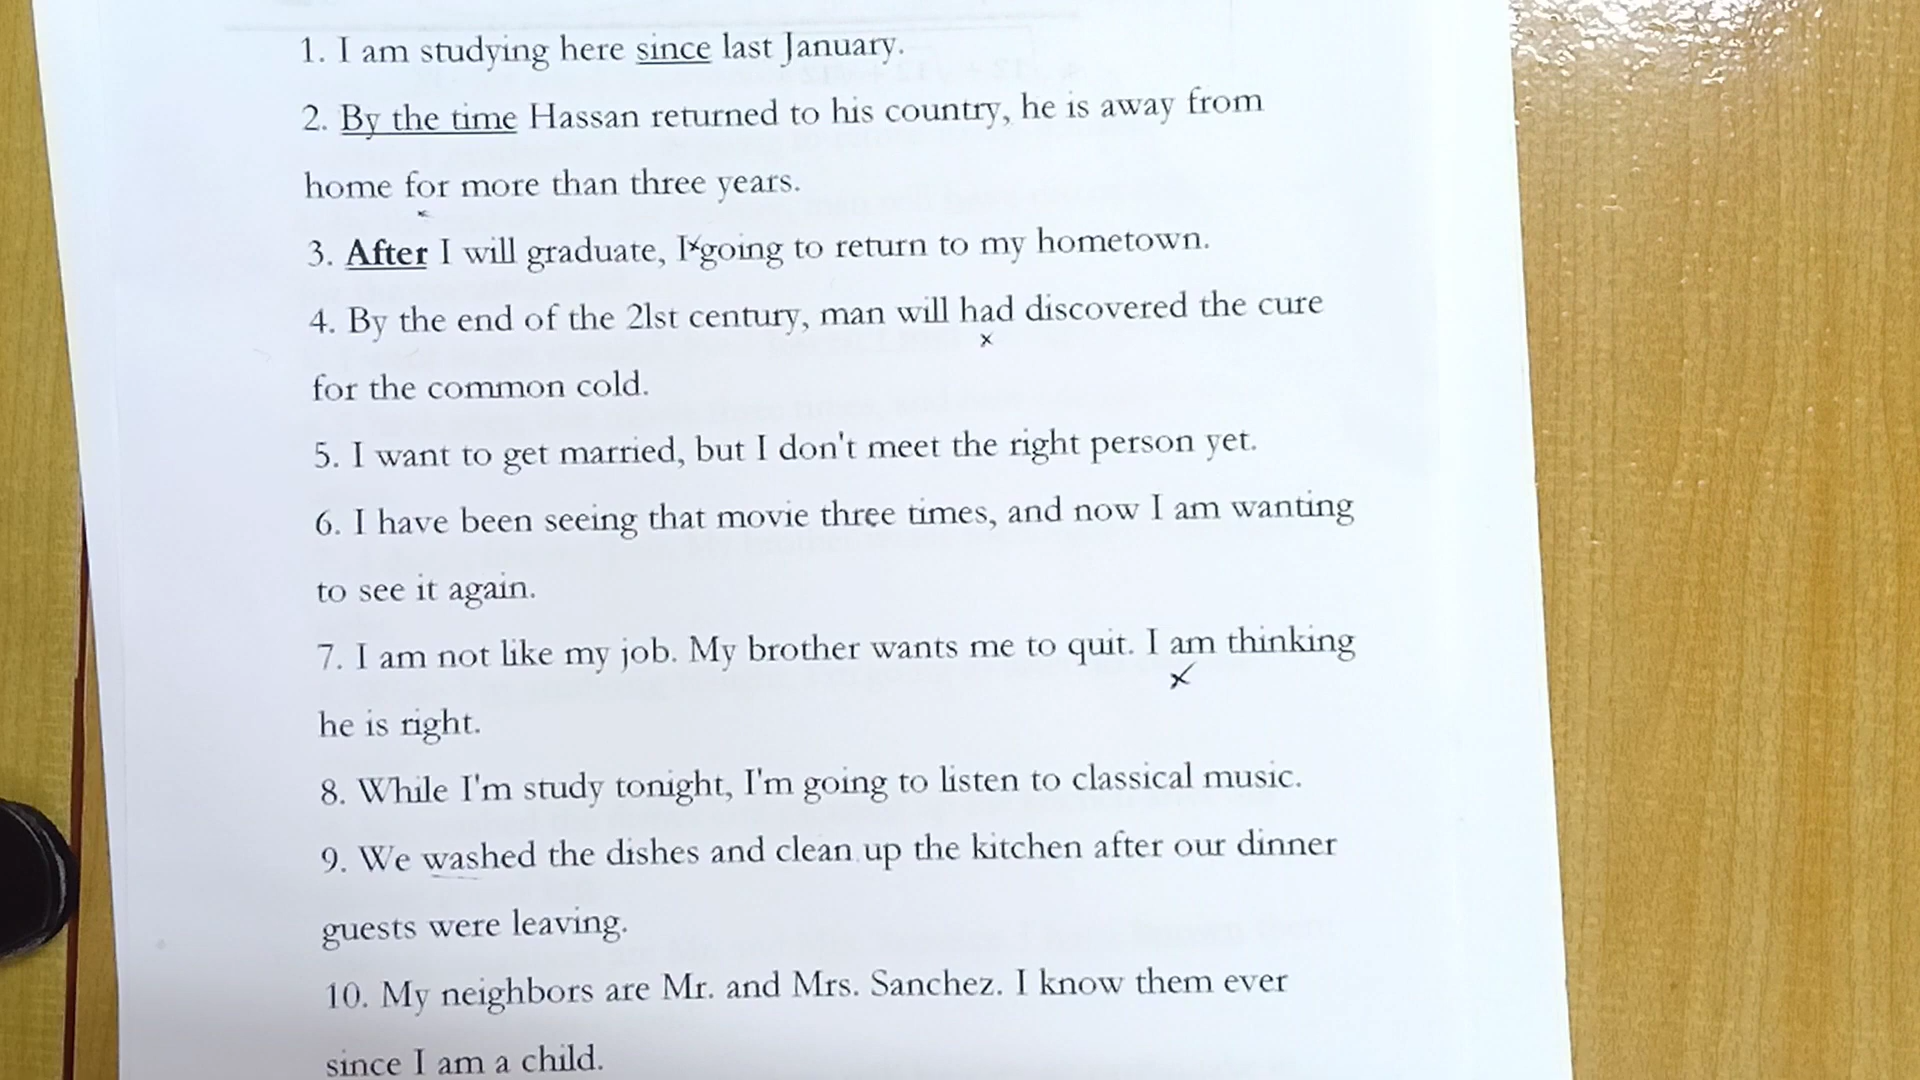 1. I am studying here since last January.
2. By the time Hassan returned to his country, he is away from
home for more than three years.
3. After I will graduate, I going to return to my hometown.
4. By the end of the 2lst century, man will had discovered the cure
for the common cold.
5. I want to get married, but I don't meet the right person yet.
6. I have been seeing that movie three times, and now I am wanting
to see it again.
7. I am not like my job. My brother wants me to quit. I am thinking
he is right.
8. While I'm study tonight, I'm going to listen to classical music.
9. We washed the dishes and clean up the kitchen after our dinner
guests were leaving.
10. My neighbors are Mr. and Mrs. Sanchez. I know them ever
since I am a child.